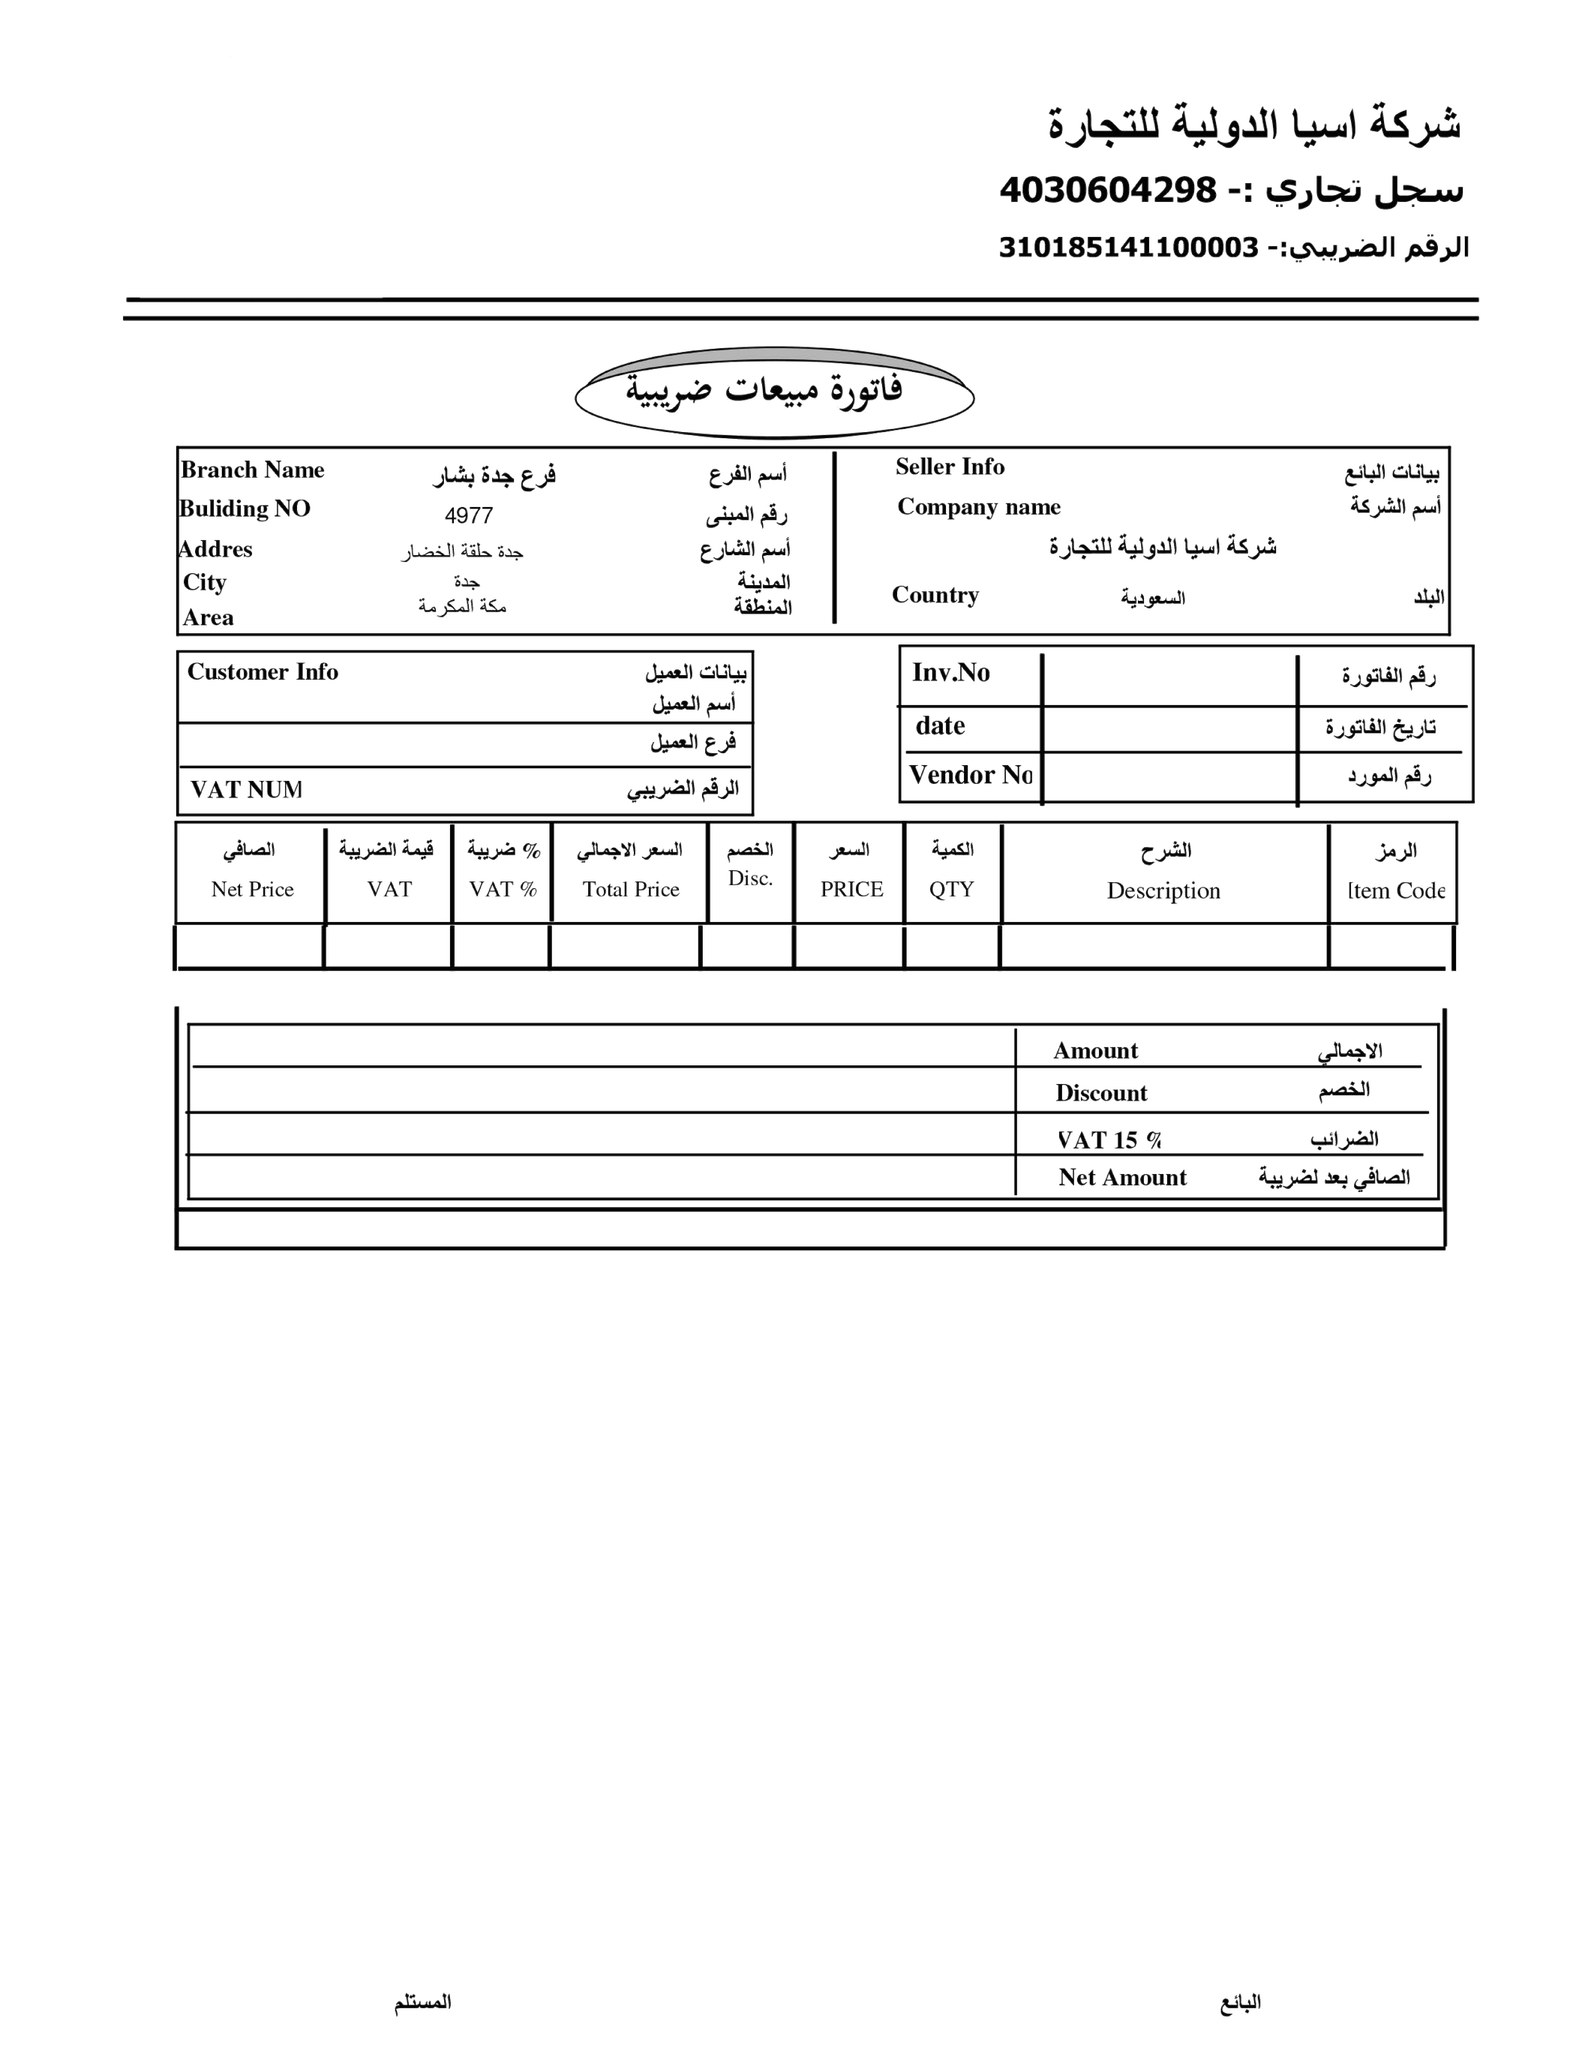 شركة اسيا الدولية للتجارة
سجل تجاري :- 4030604298
الرقم الضريبي:- 310185141100003
فاتورة مبيعات ضريبية
بيانات البائع Seller Info
أسم الشركة Company name
شركة اسيا الدولية للتجارة
البلد السعودية Country
أسم الفرع فرع جدة بشار Branch Name
رقم المبنى 4977 Buliding NO
أسم الشارع جدة حلقة الخضار Addres
المدينة جدة City
المنطقة مكة المكرمة Area
رقم الفاتورة Inv.No
تاريخ الفاتورة date
رقم المورد Vendor No
بيانات العميل Customer Info
أسم العميل
فرع العميل
الرقم الضريبي VAT NUM
الرمز الشرح الكمية السعر الخصم السعر الاجمالي % ضريبة قيمة الضريبة الصافي
Item Code Description QTY PRICE Disc. Total Price VAT % VAT Net Price
الاجمالي Amount
الخصم Discount
الضرائب VAT 15 %
الصافي بعد لضريبة Net Amount
البائع المستلم